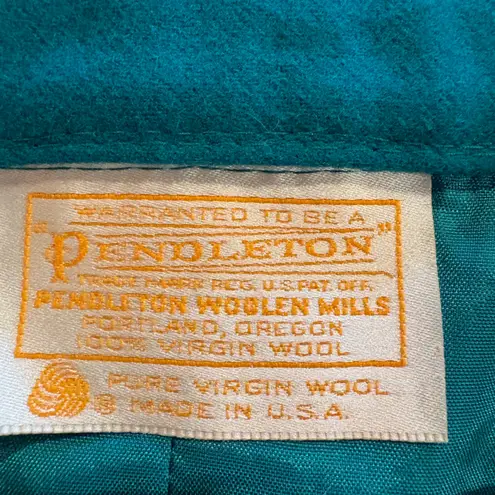 WARRANTED TO BE A
"PENDLETON"
TRADE MARK REG. U.S. PAT. OFF.
PENDLETON WOOLEN MILLS
PORTLAND, OREGON
100% VIRGIN WOOL
PURE VIRGIN WOOL
® MADE IN U.S.A.